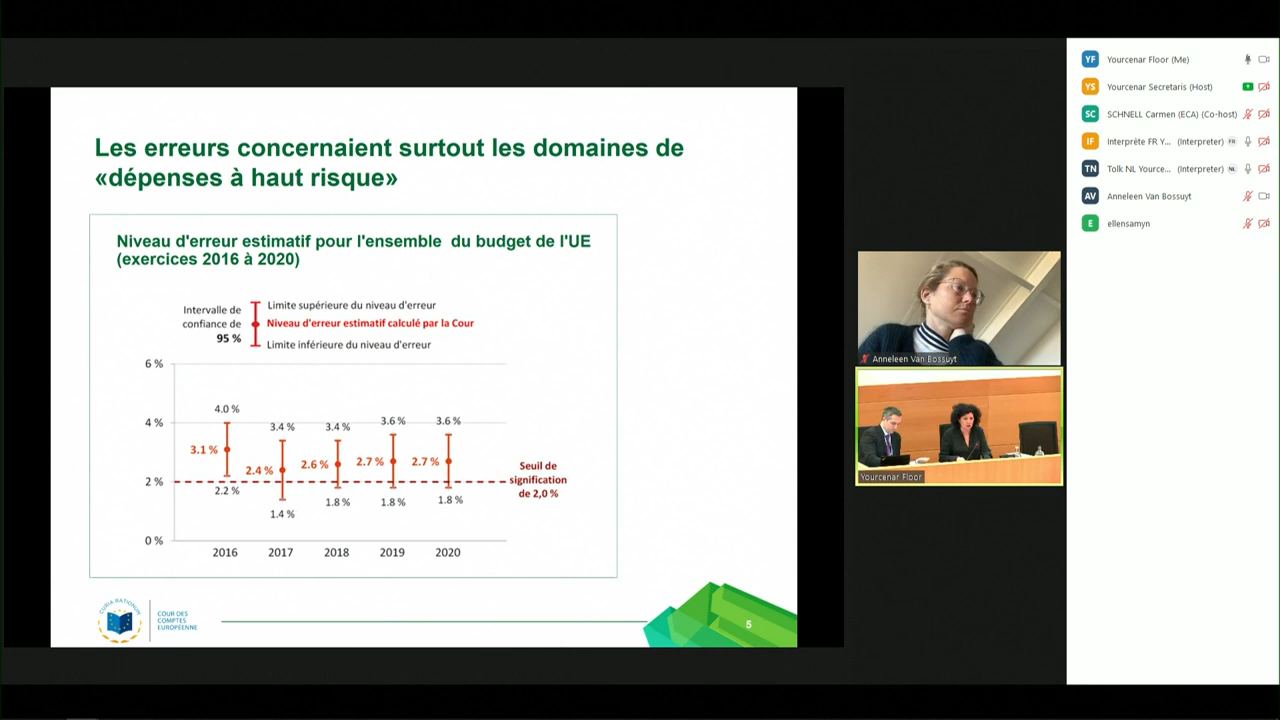 Les erreurs concernaient surtout les domaines de
«dépenses à haut risque»
Niveau d'erreur estimatif pour l'ensemble du budget de l'UE
(exercices 2016 à 2020)
Intervalle de
confiance de
95 %
Limite supérieure du niveau d'erreur
Niveau d'erreur estimatif calculé par la Cour
Limite inférieure du niveau d'erreur
6 %
4 %
2 %
0 %
4.0 %
3.1 %
2.2 %
3.4 %
2.4 %
1.4 %
3.4 %
2.6 %
1.8 %
3.6 %
2.7 %
1.8 %
3.6 %
2.7 %
1.8 %
Seuil de
signification
de 2,0 %
2016 2017 2018 2019 2020
CURIA RATIONUM
COUR DES
COMPTES
EUROPÉENNE
5
Anneleen Van Bossuyt
Yourcenar Floor
YF Yourcenar Floor (Me)
YS Yourcenar Secretaris (Host)
SC SCHNELL Carmen (ECA) (Co-host)
IF Interprète FR Y... (Interpreter) FR
TN Tolk NL Yource... (Interpreter) NL
AV Anneleen Van Bossuyt
E ellensamyn